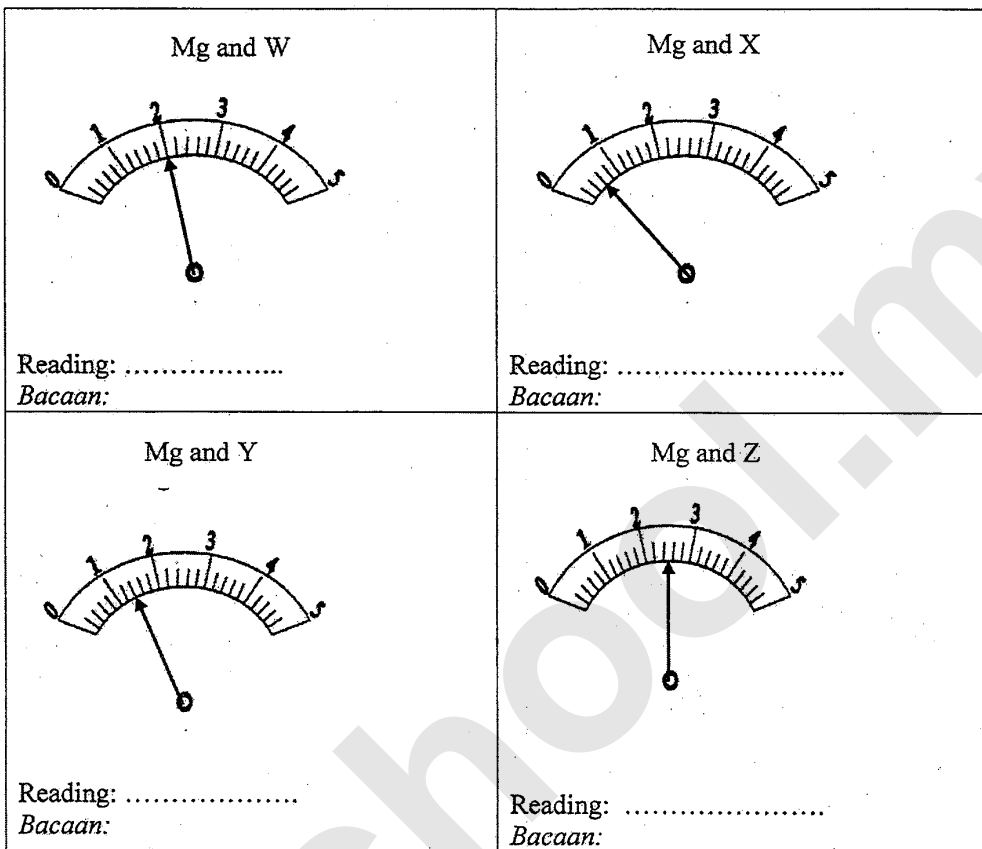 Mg and W
0 1 2 3 4 5
Reading: ………………...
Bacaan:
Mg and X
0 1 2 3 4 5
Reading: ……………………….
Bacaan:
Mg and Y
0 1 2 3 4 5
Reading: ………………….
Bacaan:
Mg and Z
0 1 2 3 4 5
Reading: …………………….
Bacaan:
hool.m